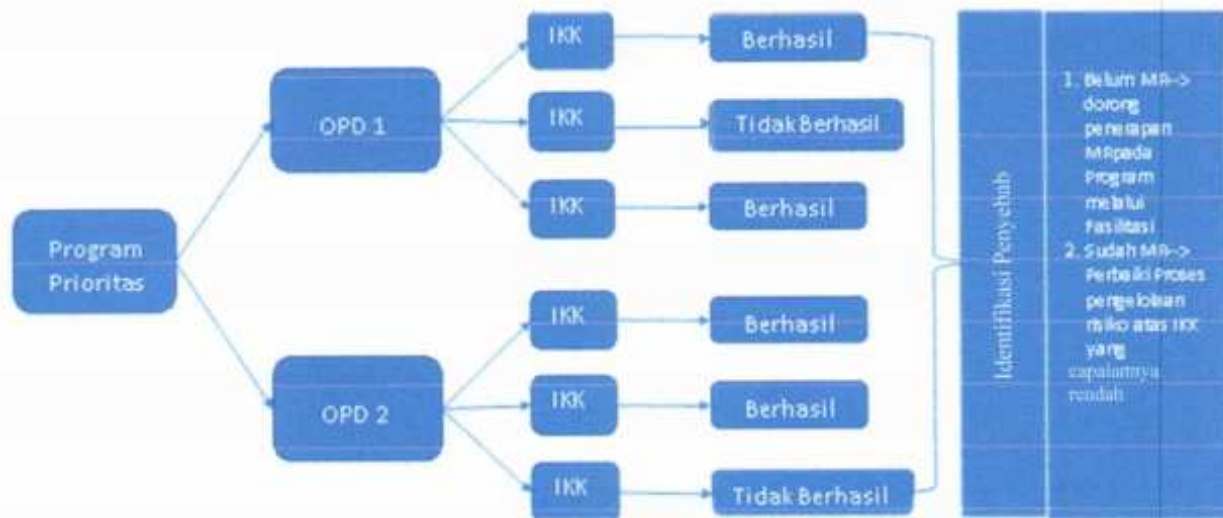 Program
Prioritas
OPD 1
IKK
Berhasil
IKK
Tidak Berhasil
IKK
Berhasil
OPD 2
IKK
Berhasil
IKK
Berhasil
IKK
Tidak Berhasil
Identifikasi Penyebab
1. Belum MR-->
dorong
penerapan
MRpada
Program
melalui
Fasilitasi
2. Sudah MR-->
Perbaiki Proses
pengelolaan
risiko atas IKK
yang
capaiannya
rendah